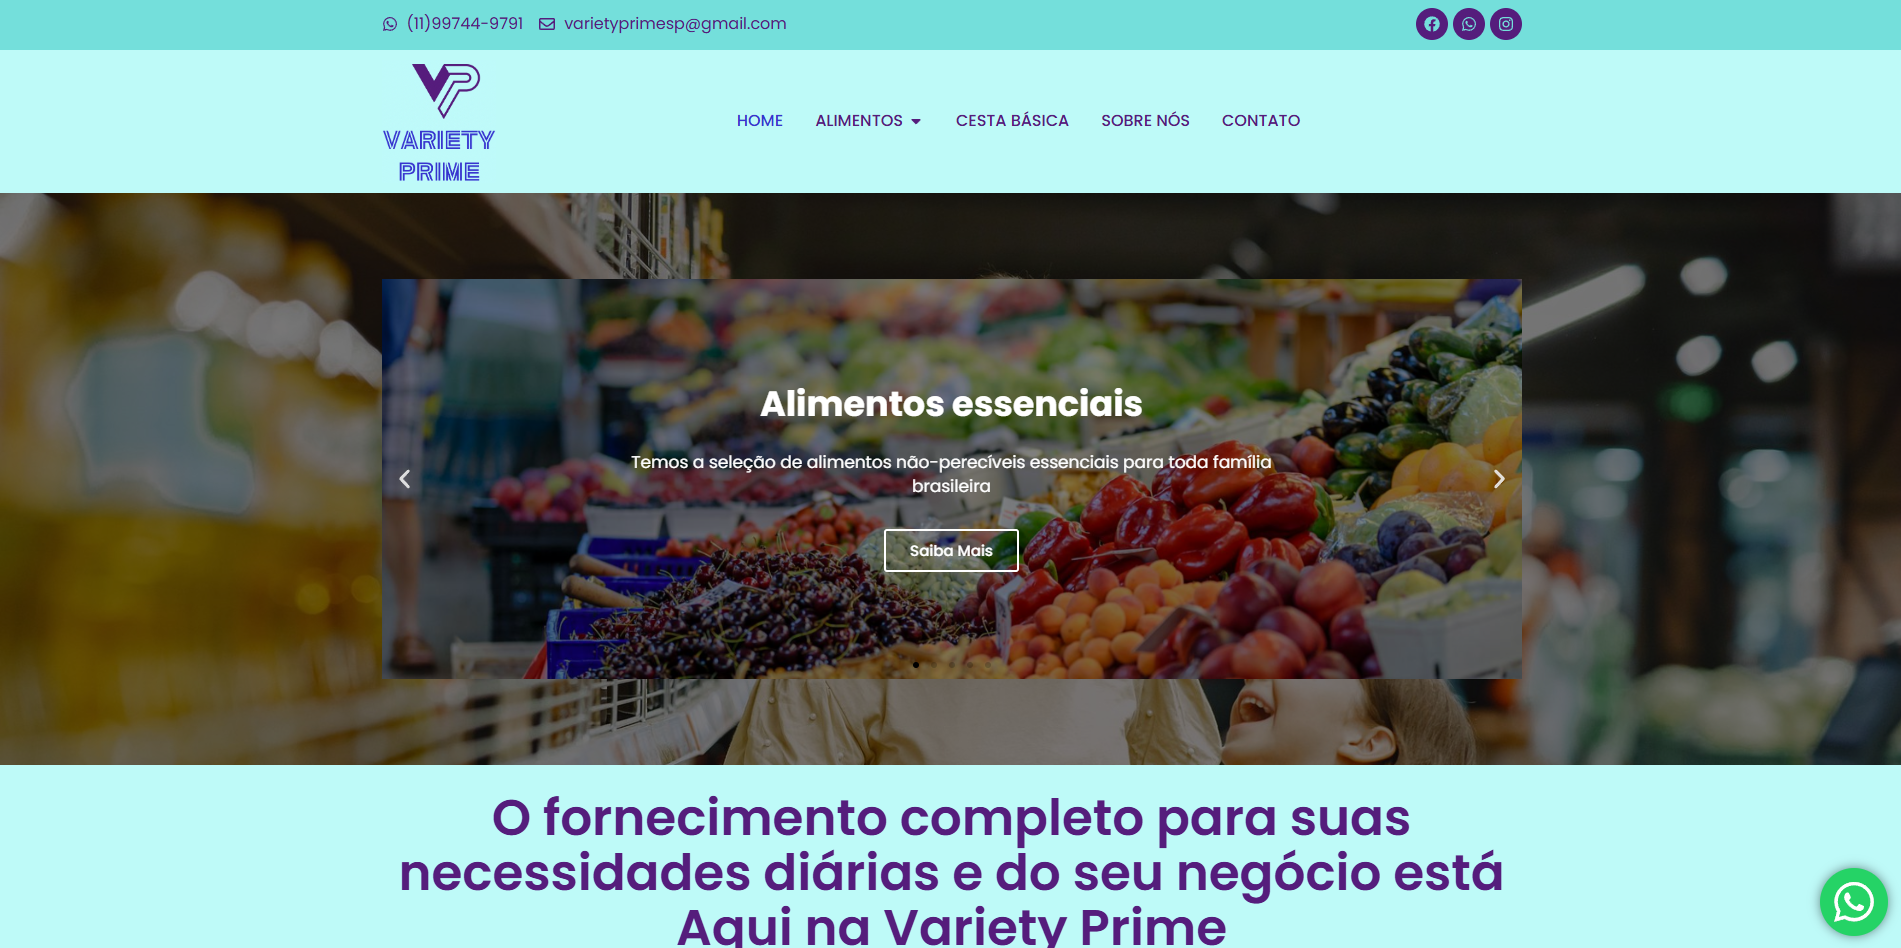 (11)99744-9791 varietyprimesp@gmail.com
VARIETY
PRIME
HOME ALIMENTOS CESTA BÁSICA SOBRE NÓS CONTATO
Alimentos essenciais
Temos a seleção de alimentos não-perecíveis essenciais para toda família
brasileira
Saiba Mais
O fornecimento completo para suas
necessidades diárias e do seu negócio está
Aqui na Variety Prime